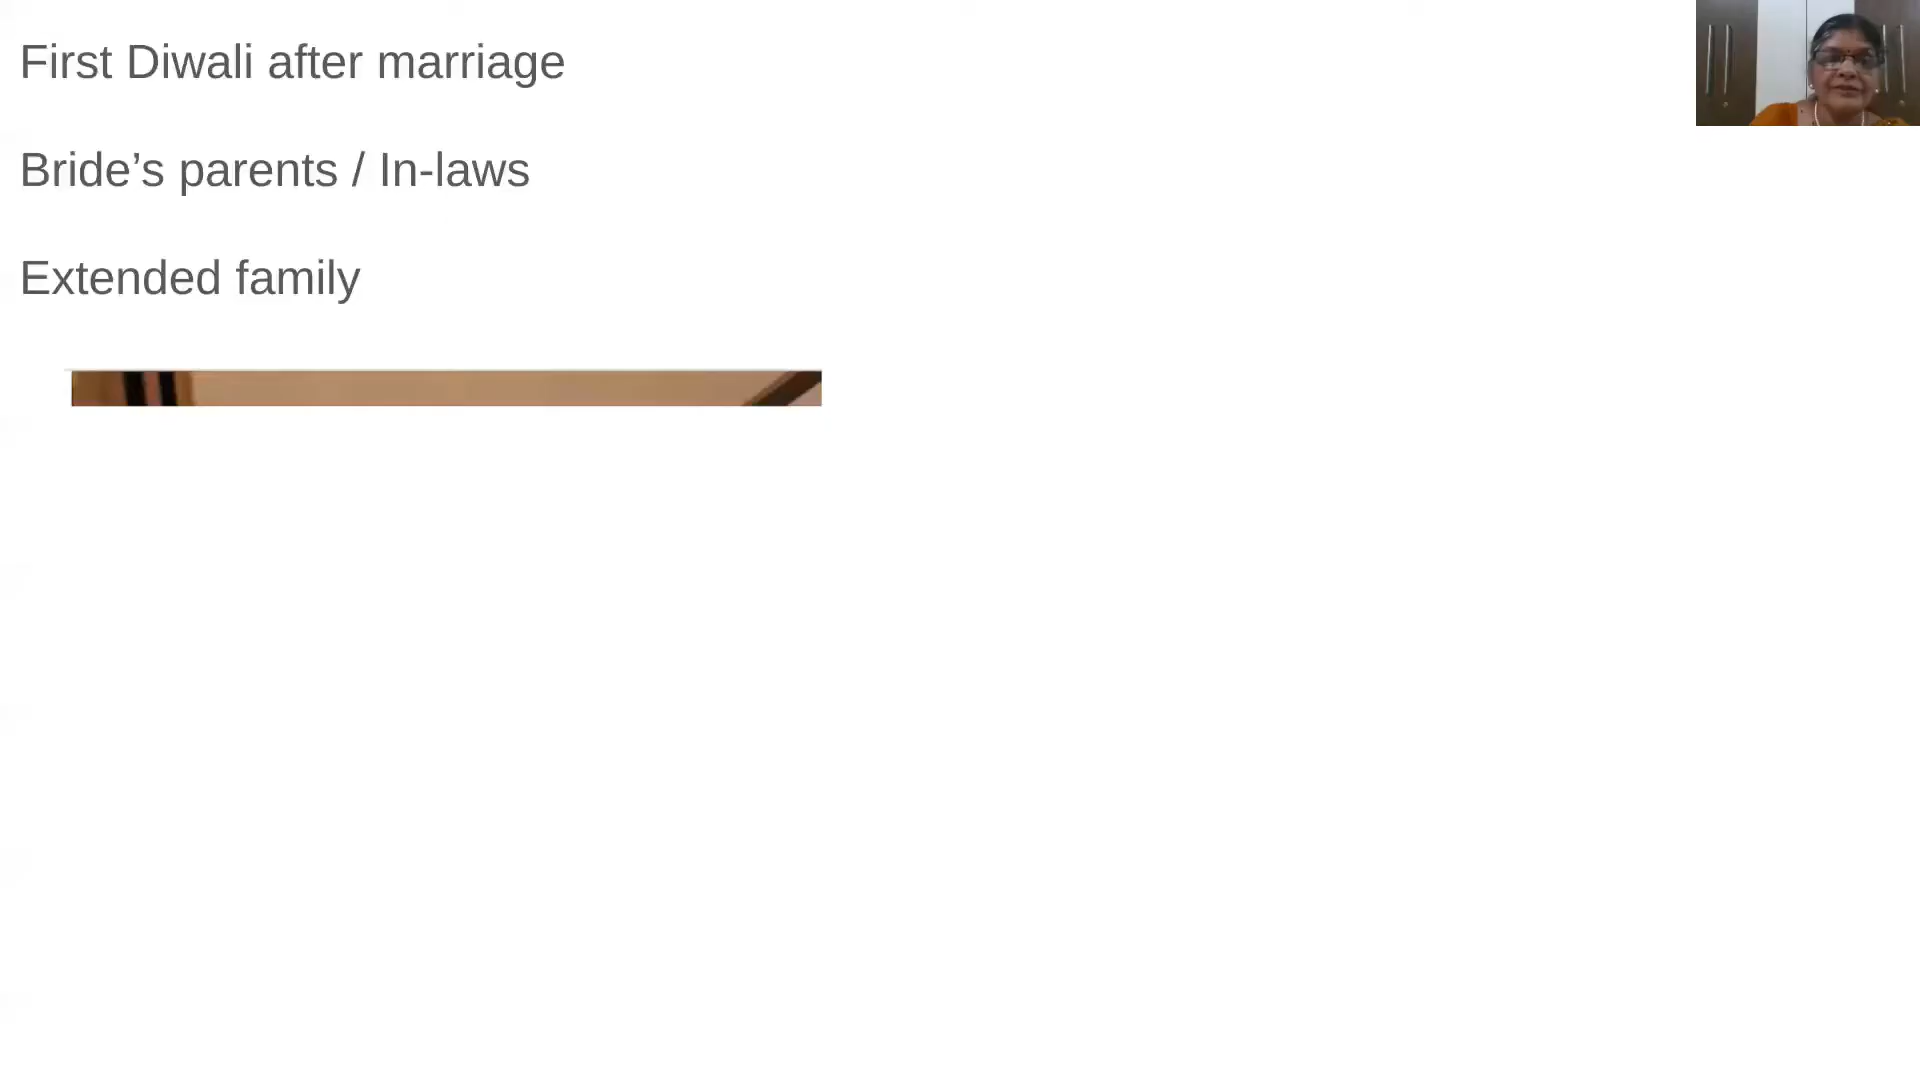 First Diwali after marriage
Bride’s parents / In-laws
Extended family